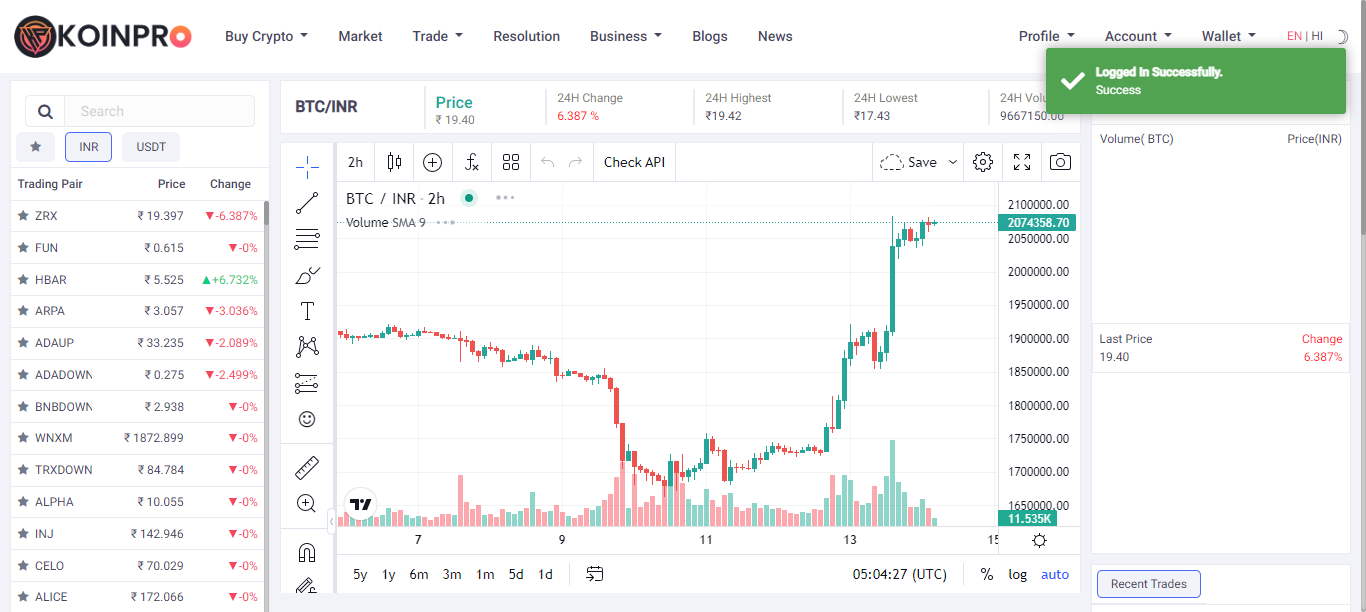 KOINPRO
Buy Crypto Market Trade Resolution Business Blogs News Profile Account Wallet EN | HI
Logged In Successfully.
Success
Search
INR USDT
Trading Pair Price Change
ZRX ₹ 19.397 ▼-6.387%
FUN ₹ 0.615 ▼-0%
HBAR ₹ 5.525 ▲+6.732%
ARPA ₹ 3.057 ▼-3.036%
ADAUP ₹ 33.235 ▼-2.089%
ADADOWN ₹ 0.275 ▼-2.499%
BNBDOWN ₹ 2.938 ▼-0%
WNXM ₹ 1872.899 ▼-0%
TRXDOWN ₹ 84.784 ▼-0%
ALPHA ₹ 10.055 ▼-0%
INJ ₹ 142.946 ▼-0%
CELO ₹ 70.029 ▼-0%
ALICE ₹ 172.066 ▼-0%
BTC/INR
Price
₹ 19.40
24H Change
6.387 %
24H Highest
₹19.42
24H Lowest
₹17.43
24H
9667150.00
2h Check API Save
BTC / INR · 2h
Volume SMA 9
2100000.00
2074358.70
2050000.00
2000000.00
1950000.00
1900000.00
1850000.00
1800000.00
1750000.00
1700000.00
1650000.00
11.535K
7 9 11 13 15
5y 1y 6m 3m 1m 5d 1d
05:04:27 (UTC) % log auto
Volume( BTC) Price(INR)
Last Price Change
19.40 6.387%
Recent Trades